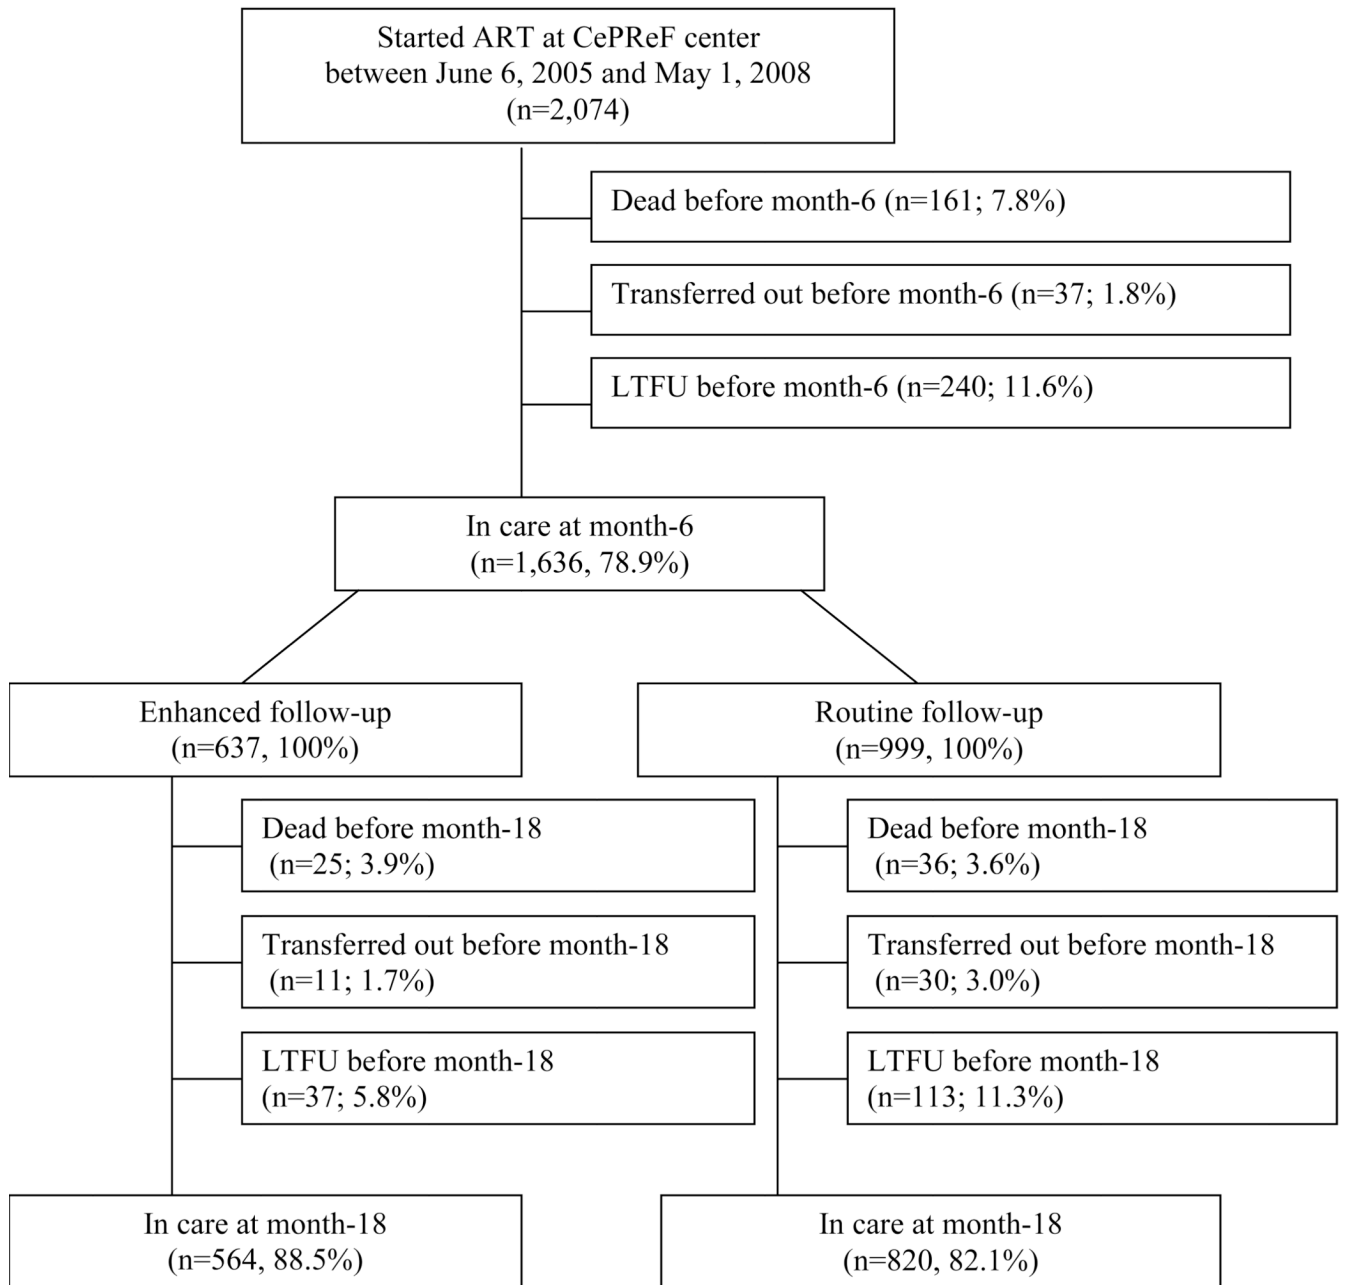 Started ART at CePReF center
between June 6, 2005 and May 1, 2008
(n=2,074)
Dead before month-6 (n=161; 7.8%)
Transferred out before month-6 (n=37; 1.8%)
LTFU before month-6 (n=240; 11.6%)
In care at month-6
(n=1,636, 78.9%)
Enhanced follow-up
(n=637, 100%)
Routine follow-up
(n=999, 100%)
Dead before month-18
(n=25; 3.9%)
Dead before month-18
(n=36; 3.6%)
Transferred out before month-18
(n=11; 1.7%)
Transferred out before month-18
(n=30; 3.0%)
LTFU before month-18
(n=37; 5.8%)
LTFU before month-18
(n=113; 11.3%)
In care at month-18
(n=564, 88.5%)
In care at month-18
(n=820, 82.1%)